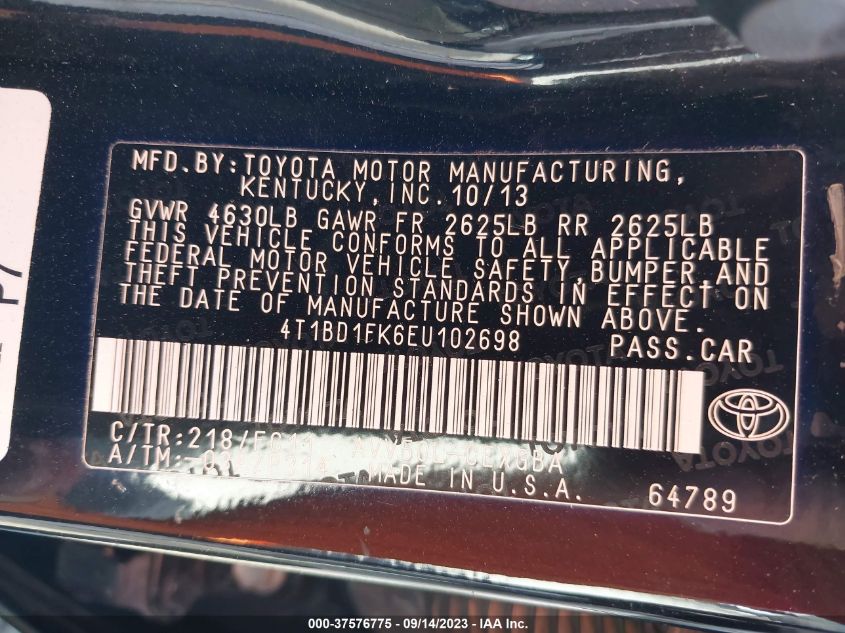 MFD.BY:TOYOTA MOTOR MANUFACTURING,
KENTUCKY,INC.10/13
GVWR 4630LB GAWR FR 2625LB RR 2625LB
THIS VEHICLE CONFORMS TO ALL APPLICABLE
FEDERAL MOTOR VEHICLE SAFETY,BUMPER AND
THEFT PREVENTION STANDARDS IN EFFECT ON
THE DATE OF MANUFACTURE SHOWN ABOVE.
4T1BD1FK6EU102698 PASS.CAR
C/TR:218/
A/TM:
MADE IN U.S.A. 64789
000-37576775 - 09/14/2023 - IAA Inc.